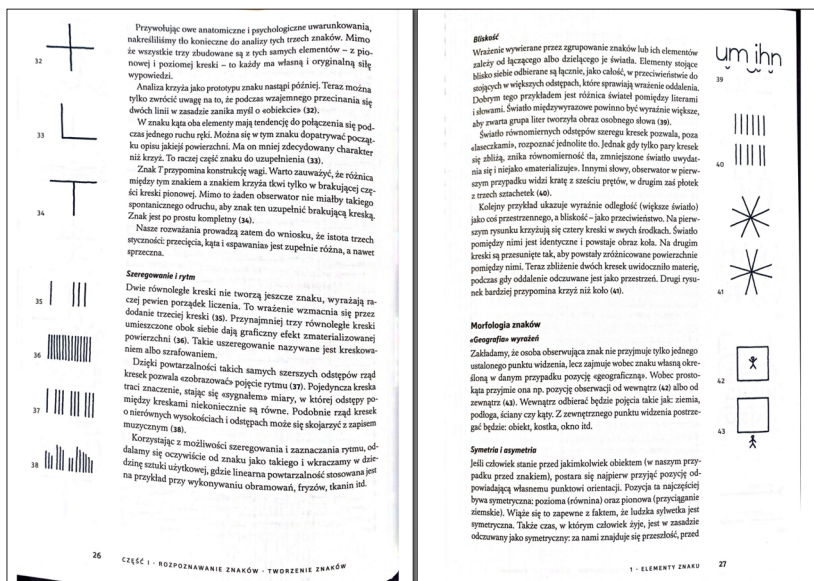 Przywołując owe anatomiczne i psychologiczne uwarunkowania,
nakreśliliśmy tło konieczne do analizy tych trzech znaków. Mimo
że wszystkie trzy zbudowane są z tych samych elementów – z pio-
nowej i poziomej kreski – to każdy ma własną i oryginalną siłę
wypowiedzi.
Analiza krzyża jako prototypu znaku nastąpi później. Teraz można
tylko zwrócić uwagę na to, że podczas wzajemnego przecinania się
dwóch linii w zasadzie zanika myśl o «obiekcie» (32).
W znaku kąta oba elementy mają tendencję do połączenia się pod-
czas jednego ruchu ręki. Można się w tym znaku dopatrywać począt-
ku opisu jakiejś powierzchni. Ma on mniej zdecydowany charakter
niż krzyż. To raczej część znaku do uzupełnienia (33).
Znak T przypomina konstrukcję wagi. Warto zauważyć, że różnica
między tym znakiem a znakiem krzyża tkwi tylko w brakującej czę-
ści kreski pionowej. Mimo to żaden obserwator nie miałby takiego
spontanicznego odruchu, aby znak ten uzupełnić brakującą kreską.
Znak jest po prostu kompletny (34).
Nasze rozważania prowadzą zatem do wniosku, że istota trzech
styczności: przecięcia, kąta i «spawania» jest zupełnie różna, a nawet
sprzeczna.
Szeregowanie i rytm
Dwie równoległe kreski nie tworzą jeszcze znaku, wyrażają ra-
czej pewien porządek liczenia. To wrażenie wzmacnia się przez
dodanie trzeciej kreski (35). Przynajmniej trzy równoległe kreski
umieszczone obok siebie dają graficzny efekt zmaterializowanej
powierzchni (36). Takie uszeregowanie nazywane jest kreskowa-
niem albo szrafowaniem.
Dzięki powtarzalności takich samych szerszych odstępów rząd
kresek pozwala «zobrazować» pojęcie rytmu (37). Pojedyncza kreska
traci znaczenie, stając się «sygnałem» miary, w której odstępy po-
między kreskami niekoniecznie są równe. Podobnie rząd kresek
o nierównych wysokościach i odstępach może się skojarzyć z zapisem
muzycznym (38).
Korzystając z możliwości szeregowania i zaznaczania rytmu, od-
dalamy się oczywiście od znaku jako takiego i wkraczamy w dzie-
dzinę sztuki użytkowej, gdzie linearna powtarzalność stosowana jest
na przykład przy wykonywaniu obramowań, fryzów, tkanin itd.
32
33
34
35
36
37
38
26 CZĘŚĆ I · ROZPOZNAWANIE ZNAKÓW · TWORZENIE ZNAKÓW
Bliskość
Wrażenie wywierane przez zgrupowanie znaków lub ich elementów
zależy od łączącego albo dzielącego je światła. Elementy stojące
blisko siebie odbierane są łącznie, jako całość, w przeciwieństwie do
stojących w większych odstępach, które sprawiają wrażenie oddalenia.
Dobrym tego przykładem jest różnica świateł pomiędzy literami
i słowami. Światło międzywyrazowe powinno być wyraźnie większe,
aby zwarta grupa liter tworzyła obraz osobnego słowa (39).
Światło równomiernych odstępów szeregu kresek pozwala, poza
«laseczkami», rozpoznać jednolite tło. Jednak gdy tylko pary kresek
się zbliżą, znika równomierność tła, zmniejszone światło uwydat-
nia się i niejako «materializuje». Innymi słowy, obserwator w pierw-
szym przypadku widzi kratę z sześciu prętów, w drugim zaś płotek
z trzech sztachetek (40).
Kolejny przykład ukazuje wyraźnie odległość (większe światło)
jako coś przestrzennego, a bliskość – jako przeciwieństwo. Na pierw-
szym rysunku krzyżują się cztery kreski w swych środkach. Światło
pomiędzy nimi jest identyczne i powstaje obraz koła. Na drugim
kreski są przesunięte tak, aby powstały zróżnicowane powierzchnie
pomiędzy nimi. Teraz zbliżenie dwóch kresek uwidoczniło materię,
podczas gdy oddalenie odczuwane jest jako przestrzeń. Drugi rysu-
nek bardziej przypomina krzyż niż koło (41).
Morfologia znaków
«Geografia» wyrażeń
Zakładamy, że osoba obserwująca znak nie przyjmuje tylko jednego
ustalonego punktu widzenia, lecz zajmuje wobec znaku własną okre-
śloną w danym przypadku pozycję «geograficzną». Wobec prosto-
kąta przyjmie ona np. pozycję obserwacji od wewnątrz (42) albo od
zewnątrz (43). Wewnątrz odbierać będzie pojęcia takie jak: ziemia,
podłoga, ściany czy kąty. Z zewnętrznego punktu widzenia postrze-
gać będzie: obiekt, kostka, okno itd.
Symetria i asymetria
Jeśli człowiek stanie przed jakimkolwiek obiektem (w naszym przy-
padku przed znakiem), postara się najpierw przyjąć pozycję od-
powiadającą własnemu punktowi orientacji. Pozycja ta najczęściej
bywa symetryczna: pozioma (równina) oraz pionowa (przyciąganie
ziemskie). Wiąże się to zapewne z faktem, że ludzka sylwetka jest
symetryczna. Także czas, w którym człowiek żyje, jest w zasadzie
odczuwany jako symetryczny: za nami znajduje się przeszłość, przed
um ihn
39
40
41
42
43
1 · ELEMENTY ZNAKU 27